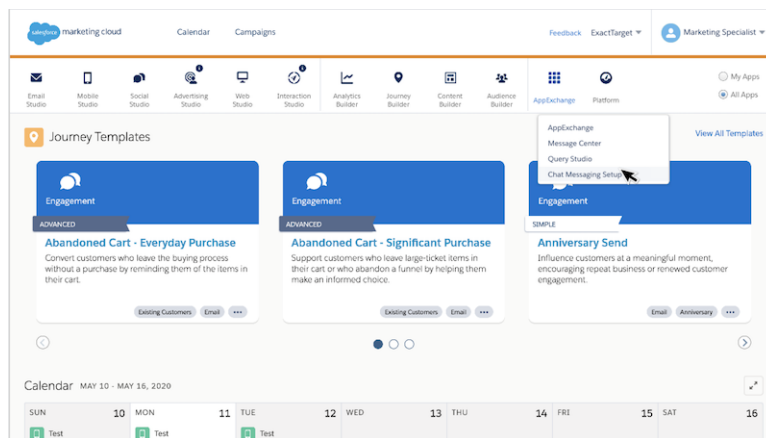 salesforce marketing cloud Calendar Campaigns Feedback ExactTarget Marketing Specialist
Email Studio
Mobile Studio
Social Studio
Advertising Studio
Web Studio
Interaction Studio
Analytics Builder
Journey Builder
Content Builder
Audience Builder
AppExchange
Platform
My Apps
All Apps
AppExchange
Message Center
Query Studio
Chat Messaging Setup
Journey Templates
View All Templates
Engagement
ADVANCED
Abandoned Cart - Everyday Purchase
Convert customers who leave the buying process
without a purchase by reminding them of the items in
their cart.
Existing Customers Email •••
Engagement
ADVANCED
Abandoned Cart - Significant Purchase
Support customers who leave large-ticket items in
their cart or who abandon a funnel by helping them
make an informed choice.
Existing Customers Email •••
Engagement
SIMPLE
Anniversary Send
Influence customers at a meaningful moment,
encouraging repeat business or renewed customer
engagement.
Email Anniversary •••
Calendar MAY 10 - MAY 16, 2020
SUN 10 MON 11 TUE 12 WED 13 THU 14 FRI 15 SAT 16
Test Test Test